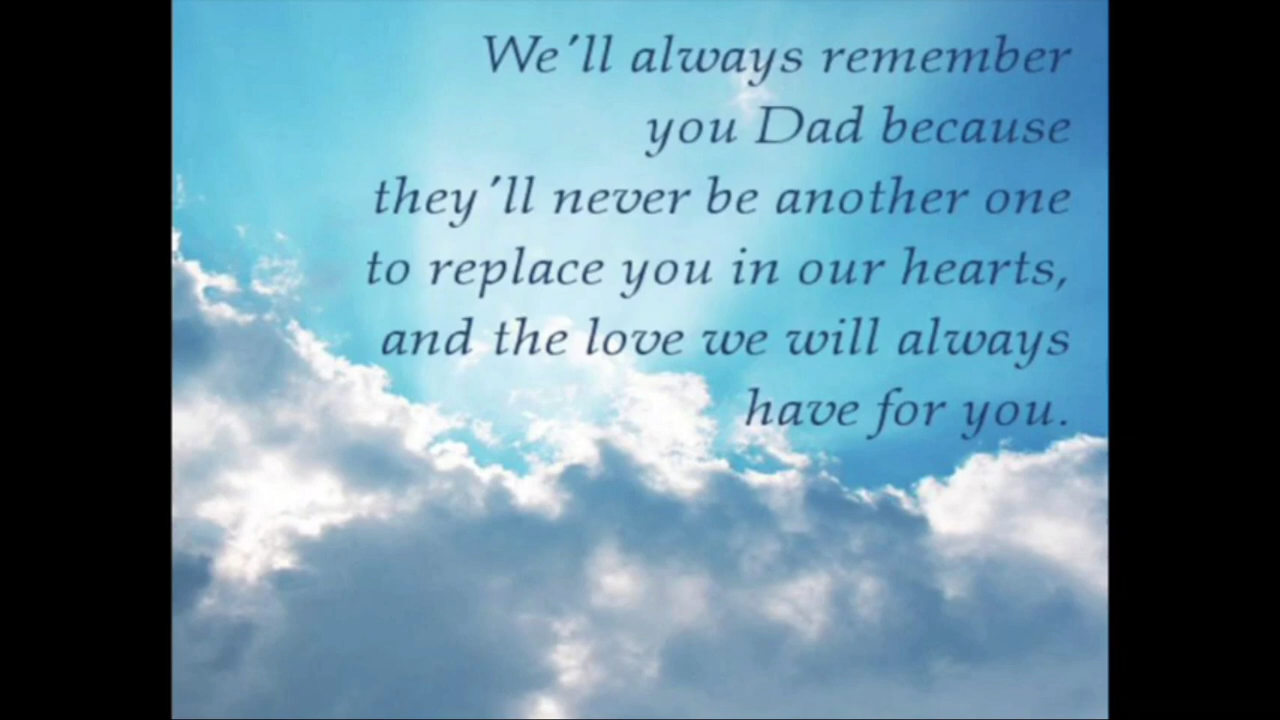 We'll always remember
you Dad because
they'll never be another one
to replace you in our hearts,
and the love we will always
have for you.